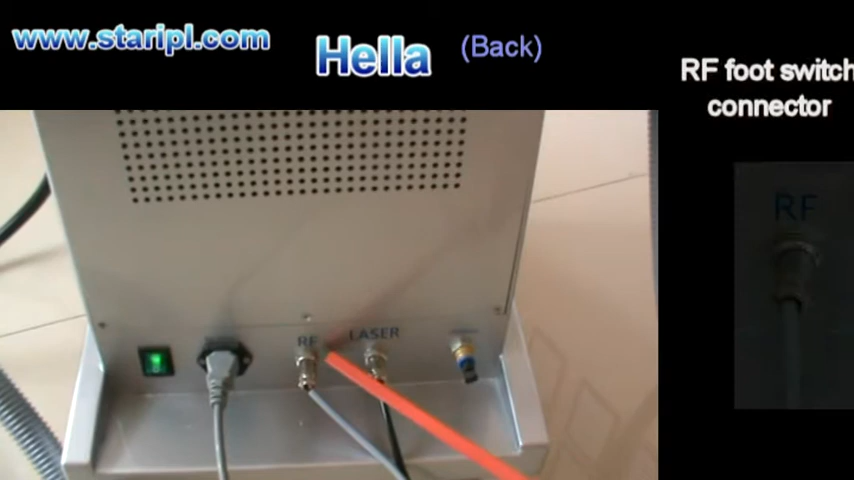 www.staripl.com
Hella
(Back)
RF foot switch
connector
RF
RF
LASER